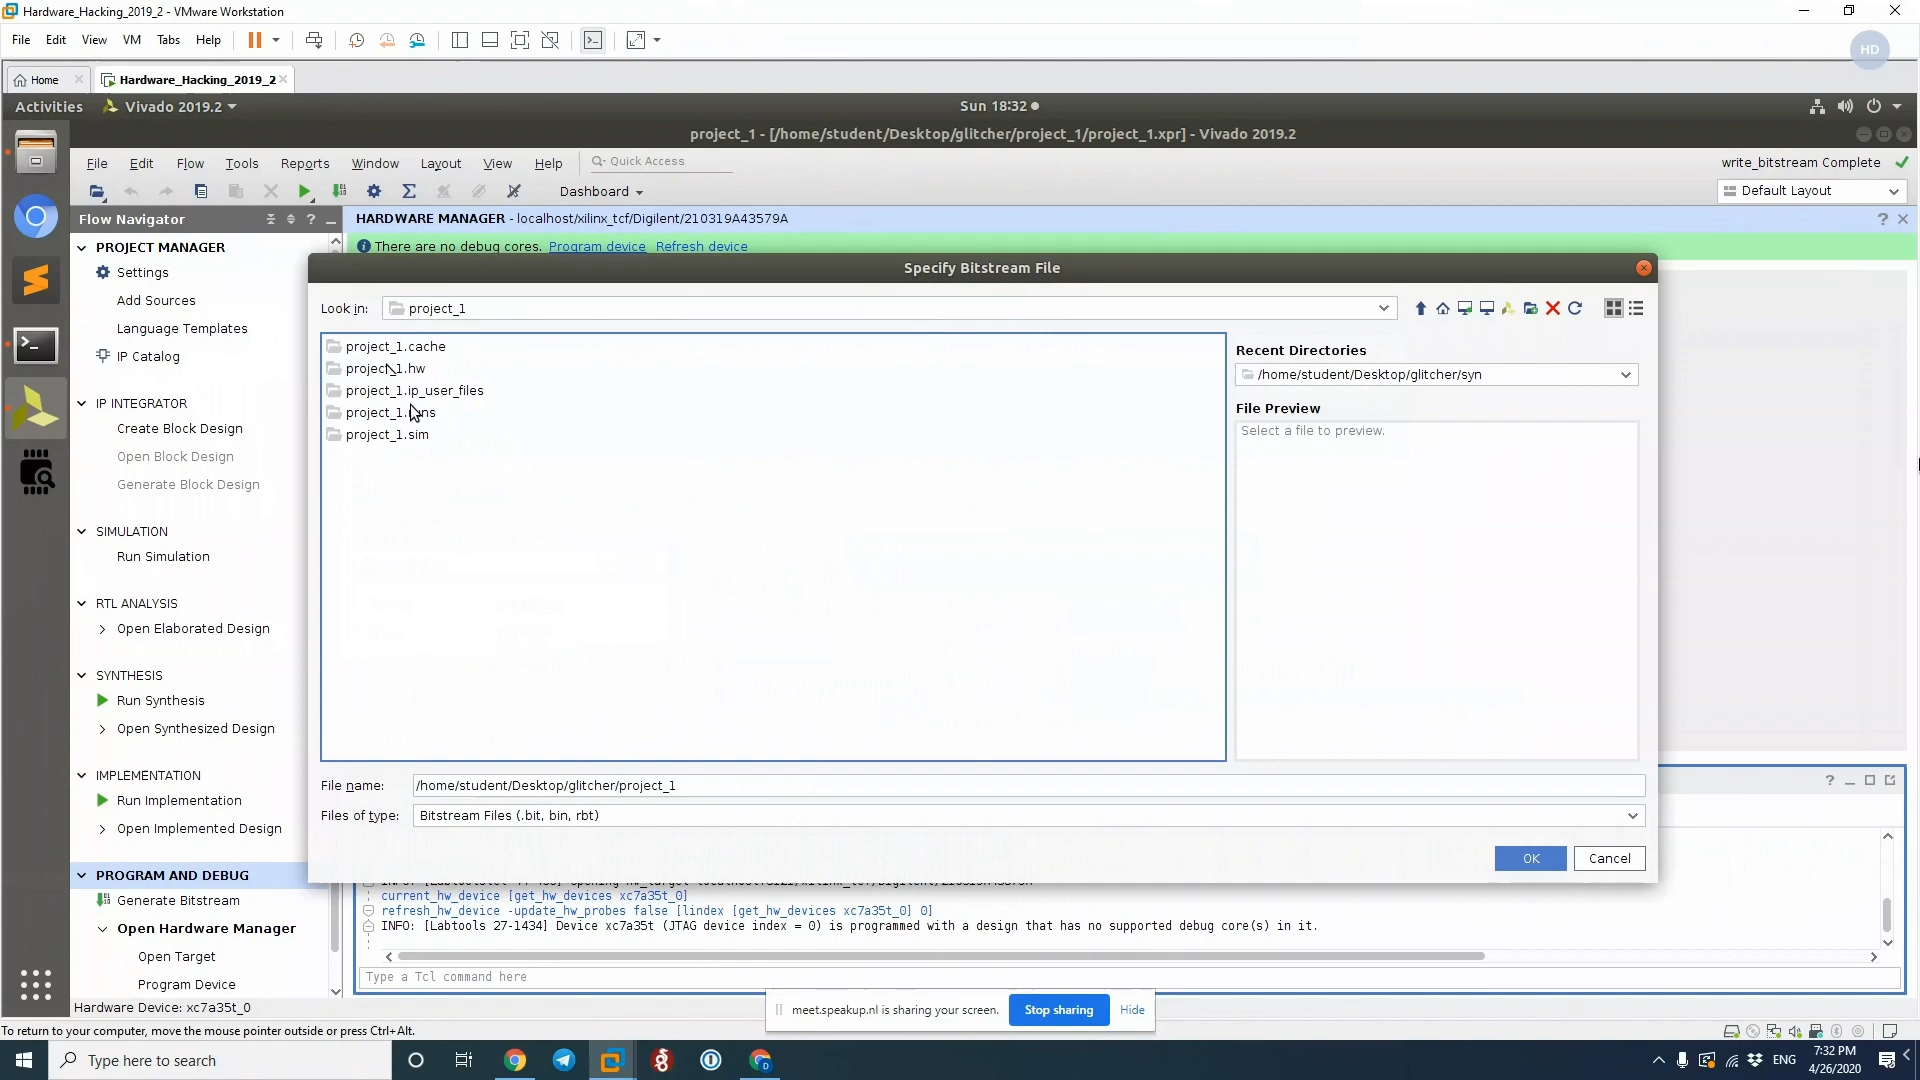 Hardware_Hacking_2019_2 - VMware Workstation
File Edit View VM Tabs Help
HD
Home Hardware_Hacking_2019_2
Activities Vivado 2019.2 Sun 18:32
project_1 - [/home/student/Desktop/glitcher/project_1/project_1.xpr] - Vivado 2019.2
File Edit Flow Tools Reports Window Layout View Help Quick Access write_bitstream Complete
Dashboard Default Layout
Flow Navigator HARDWARE MANAGER - localhost/xilinx_tcf/Digilent/210319A43579A
There are no debug cores. Program device Refresh device
PROJECT MANAGER
Settings
Add Sources
Language Templates
IP Catalog
IP INTEGRATOR
Create Block Design
Open Block Design
Generate Block Design
SIMULATION
Run Simulation
RTL ANALYSIS
Open Elaborated Design
SYNTHESIS
Run Synthesis
Open Synthesized Design
IMPLEMENTATION
Run Implementation
Open Implemented Design
PROGRAM AND DEBUG
Generate Bitstream
Open Hardware Manager
Open Target
Program Device
Specify Bitstream File
Look in: project_1
project_1.cache
project_1.hw
project_1.ip_user_files
project_1.sim
Recent Directories
/home/student/Desktop/glitcher/syn
File Preview
Select a file to preview.
File name: /home/student/Desktop/glitcher/project_1
Files of type: Bitstream Files (.bit, bin, rbt)
OK Cancel
current_hw_device [get_hw_devices xc7a35t_0]
refresh_hw_device -update_hw_probes false [lindex [get_hw_devices xc7a35t_0] 0]
INFO: [Labtools 27-1434] Device xc7a35t (JTAG device index = 0) is programmed with a design that has no supported debug core(s) in it.
Type a Tcl command here
Hardware Device: xc7a35t_0
meet.speakup.nl is sharing your screen. Stop sharing Hide
To return to your computer, move the mouse pointer outside or press Ctrl+Alt.
Type here to search
ENG
7:32 PM
4/26/2020